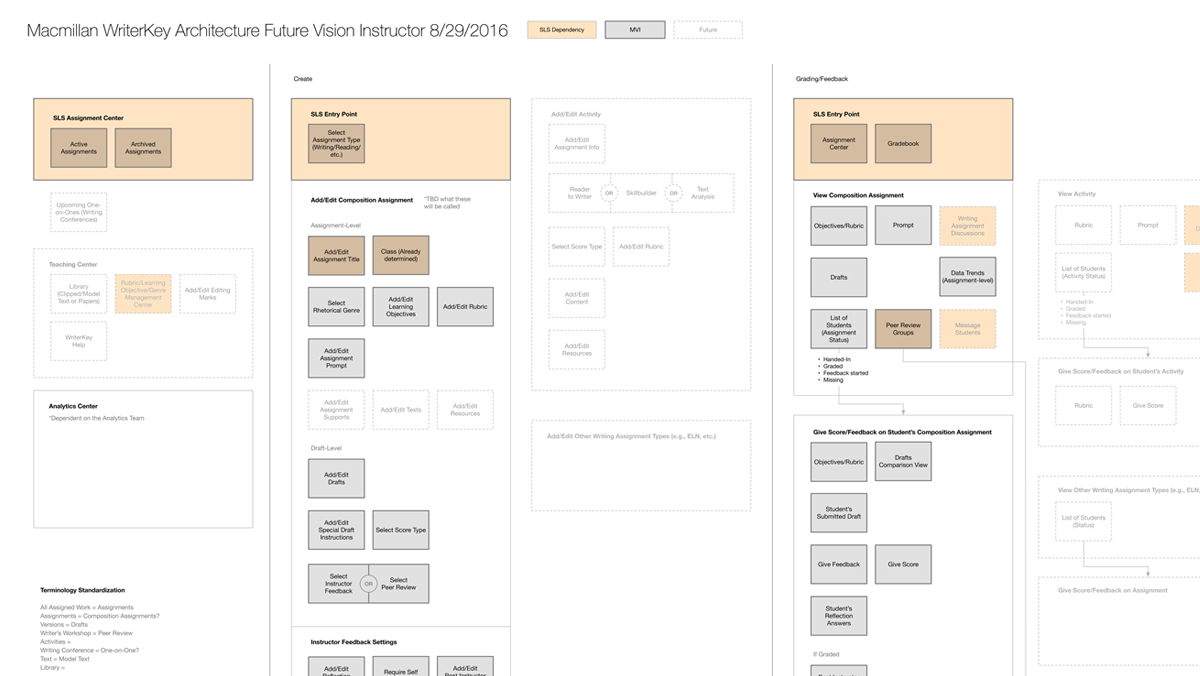 Macmillan WriterKey Architecture Future Vision Instructor 8/29/2016
SLS Dependency
MVI
Future
SLS Assignment Center
Active
Assignments
Archived
Assignments
Upcoming One-
on-Ones (Writing
Conferences)
Teaching Center
Library
(Clipped/Model
Text or Papers)
Rubric/Learning
Objective/Genre
Management
Center
Add/Edit Editing
Marks
WriterKey
Help
Analytics Center
*Dependent on the Analytics Team
Terminology Standardization
All Assigned Work = Assignments
Assignments = Composition Assignments?
Versions = Drafts
Writer's Workshop = Peer Review
Activities =
Writing Conference = One-on-One?
Text = Model Text
Library =
Create
SLS Entry Point
Select
Assignment Type
(Writing/Reading/
etc.)
Add/Edit Composition Assignment
*TBD what these
will be called
Assignment-Level
Add/Edit
Assignment Title
Class (Already
determined)
Select
Rhetorical Genre
Add/Edit
Learning
Objectives
Add/Edit Rubric
Add/Edit
Assignment
Prompt
Add/Edit
Assignment
Supports
Add/Edit Texts
Add/Edit
Resources
Draft-Level
Add/Edit
Drafts
Add/Edit
Special Draft
Instructions
Select Score Type
Select
Instructor
Feedback
OR
Select
Peer Review
Instructor Feedback Settings
Add/Edit
Require Self
Add/Edit
Add/Edit Activity
Add/Edit
Assignment Info
Reader
to Writer
OR
Skillbuilder
OR
Text
Analysis
Select Score Type
Add/Edit Rubric
Add/Edit
Content
Add/Edit
Resources
Add/Edit Other Writing Assignment Types (e.g., ELN, etc.)
Grading/Feedback
SLS Entry Point
Assignment
Center
Gradebook
View Composition Assignment
Objectives/Rubric
Prompt
Writing
Assignment
Discussions
Drafts
Data Trends
(Assignment-level)
List of
Students
(Assignment
Status)
Peer Review
Groups
Message
Students
• Handed-In
• Graded
• Feedback started
• Missing
Give Score/Feedback on Student's Composition Assignment
Objectives/Rubric
Drafts
Comparison View
Student's
Submitted Draft
Give Feedback
Give Score
Student's
Reflection
Answers
If Graded
View Activity
Rubric
Prompt
List of Students
(Activity Status)
• Handed-In
• Graded
• Feedback started
• Missing
Give Score/Feedback on Student's Activity
Rubric
Give Score
View Other Writing Assignment Types (e.g., ELN,
List of Students
(Status)
Give Score/Feedback on Assignment